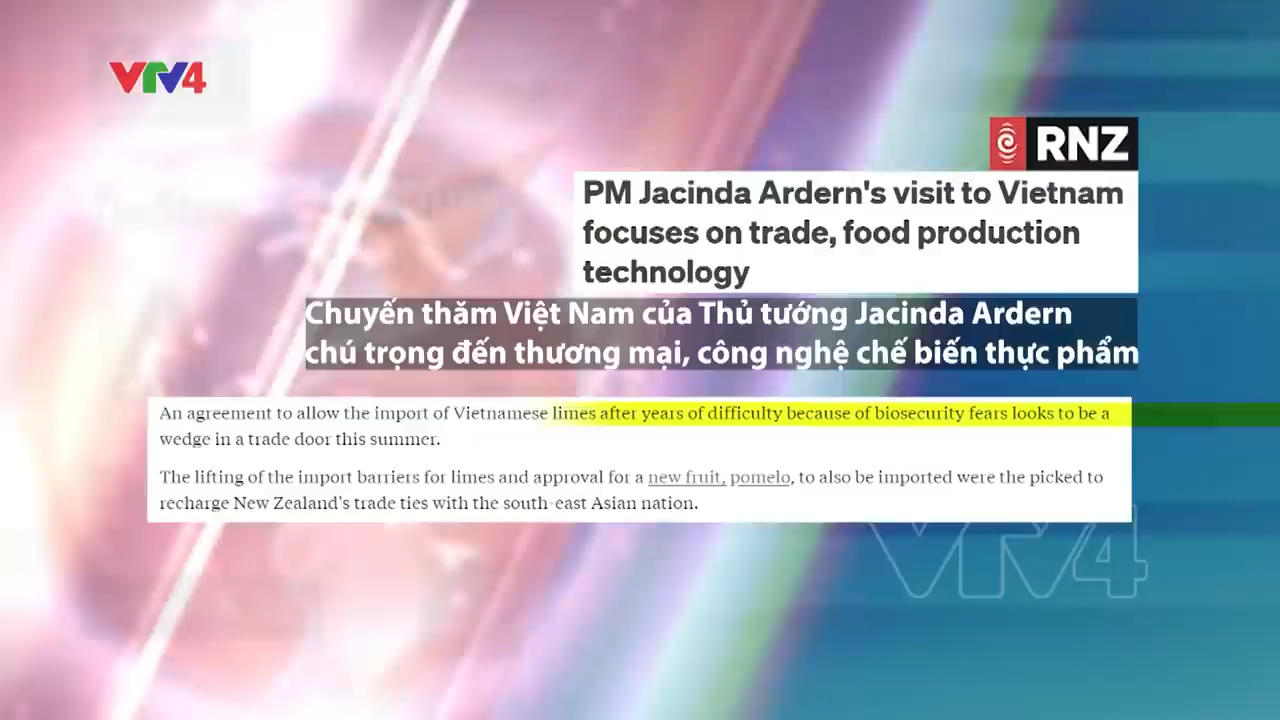 VTV4
RNZ
PM Jacinda Ardern's visit to Vietnam
focuses on trade, food production
technology
Chuyến thăm Việt Nam của Thủ tướng Jacinda Ardern
chú trọng đến thương mại, công nghệ chế biến thực phẩm
An agreement to allow the import of Vietnamese limes after years of difficulty because of biosecurity fears looks to be a
wedge in a trade door this summer.
The lifting of the import barriers for limes and approval for a new fruit, pomelo, to also be imported were the picked to
recharge New Zealand's trade ties with the south-east Asian nation.
VTV4